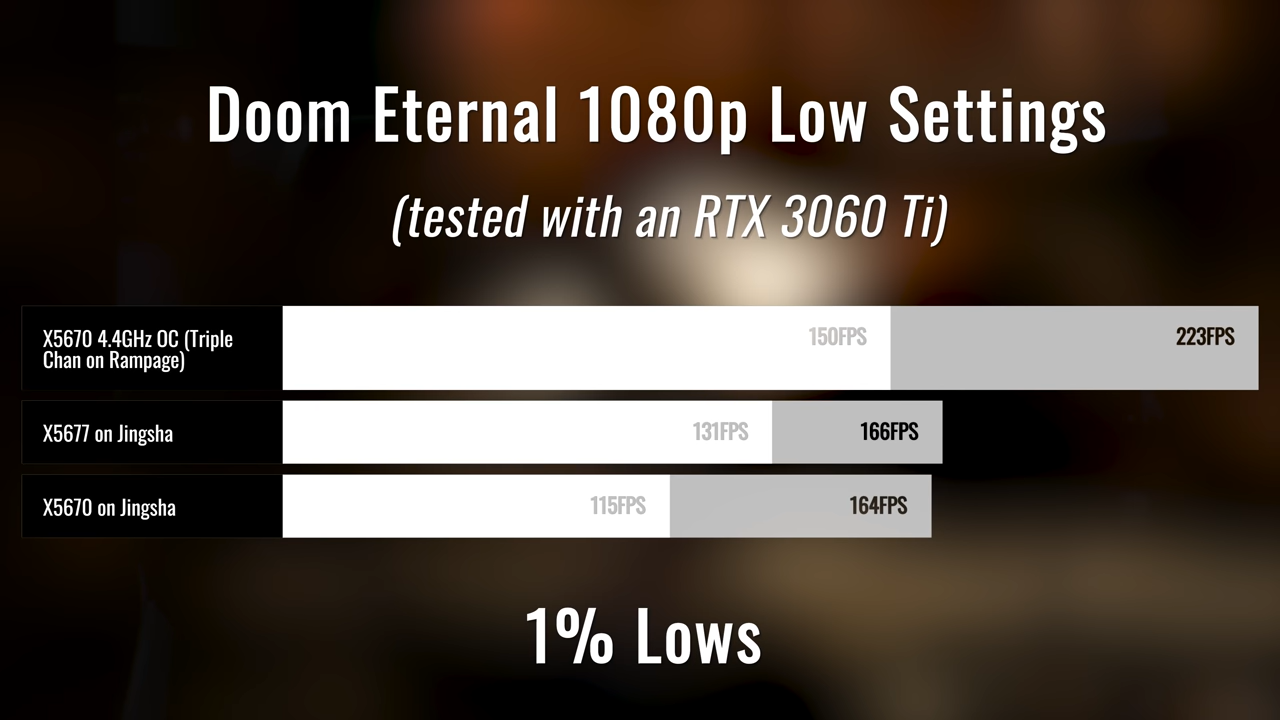 Doom Eternal 1080p Low Settings
(tested with an RTX 3060 Ti)
X5670 4.4GHz OC (Triple
Chan on Rampage)
150FPS
223FPS
X5677 on Jingsha
131FPS
166FPS
X5670 on Jingsha
115FPS
164FPS
1% Lows